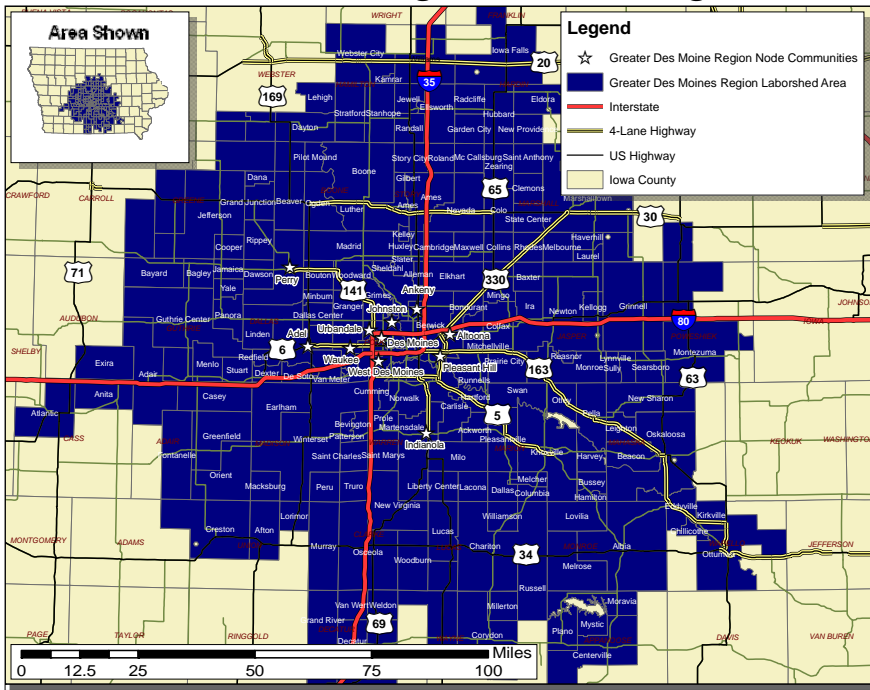 Area Shown
Legend
Greater Des Moine Region Node Communities
Greater Des Moines Region Laborshed Area
Interstate
4-Lane Highway
US Highway
Iowa County
WRIGHT
Webster City
Iowa Falls
20
WEBSTER
Kamrar
35
169
Lehigh
Jewell
Ellsworth
Radcliffe
Eldora
Stratford
Stanhope
Hubbard
Dayton
Randall
Garden City
New Providence
Pilot Mound
Story City
Roland
Mc Callsburg
Saint Anthony
Zearing
Boone
Gilbert
Dana
65
Clemons
CRAWFORD
CARROLL
Grand Junction
Beaver
Ogden
Luther
Ames
Ames
Nevada
Colo
State Center
Marshalltown
30
Jefferson
Rippey
Kelley
Haverhill
Laurel
Cooper
Madrid
Huxley
Cambridge
Maxwell
Collins
Rhodes
Melbourne
Slater
Sheldahl
71
Bayard
Bagley
Jamaica
Dawson
Perry
Bouton
Woodward
Alleman
Elkhart
330
Baxter
Yale
Minburn
141
Granger
Grimes
Ankeny
Mingo
Panora
Dallas Center
Johnston
Bondurant
Ira
Newton
Kellogg
Grinnell
JOHNSON
AUDUBON
Guthrie Center
Linden
Adel
Urbandale
Berwick
Altoona
Colfax
80
IOWA
SHELBY
6
Redfield
Des Moines
Mitchellville
Exira
Menlo
Stuart
Waukee
Pleasant Hill
Prairie City
163
Reasnor
Lynnville
Montezuma
Adair
Dexter
De Soto
Van Meter
West Des Moines
Runnells
Monroe
Sully
Searsboro
63
Anita
Casey
Cumming
Hartford
Swan
Atlantic
Earlham
Norwalk
Carlisle
5
Otley
Pella
New Sharon
CASS
Bevington
Prole
Martensdale
Ackworth
Leighton
Greenfield
Winterset
Patterson
Indianola
Pleasantville
Oskaloosa
KEOKUK
WASHINGTON
Fontanelle
Saint Charles
Saint Marys
Milo
Knoxville
Harvey
Beacon
Orient
Macksburg
Peru
Truro
Liberty Center
Lacona
Melcher
Dallas
Columbia
Bussey
Hamilton
New Virginia
Eddyville
Kirkville
Creston
Afton
Lorimor
Williamson
Lovilia
Chillicothe
MONTGOMERY
ADAMS
Murray
Osceola
Lucas
Chariton
34
Albia
Ottumwa
JEFFERSON
Woodburn
Melrose
Russell
Van Wert
Weldon
Millerton
Moravia
Grand River
PAGE
TAYLOR
RINGGOLD
69
Corydon
Plano
Mystic
DAVIS
VAN BUREN
Decatur
Centerville
Miles
0
12.5
25
50
75
100